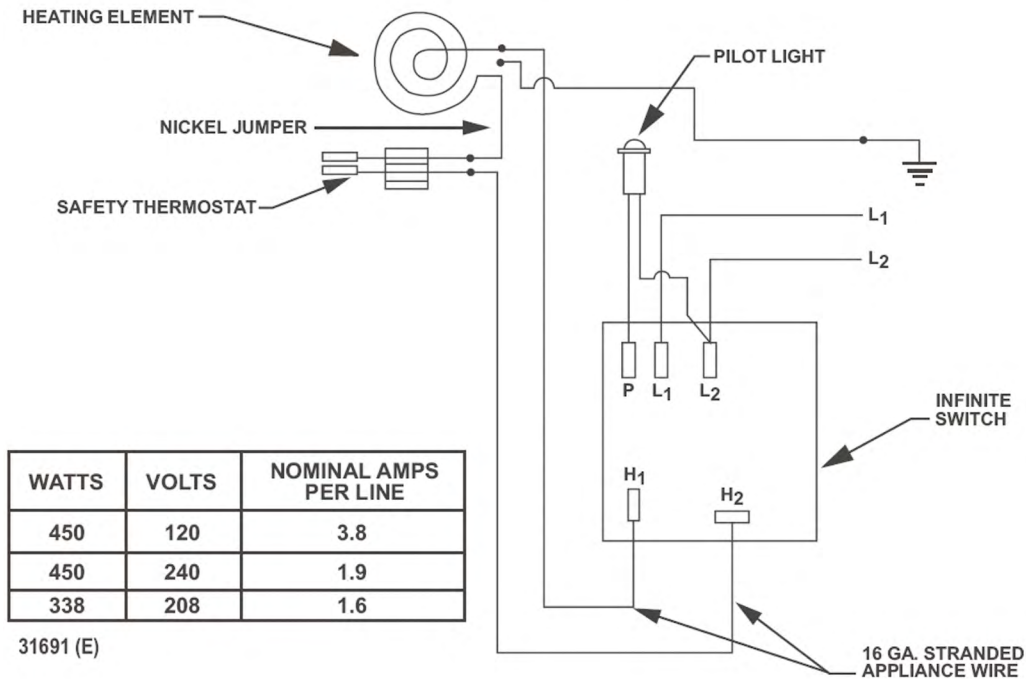 HEATING ELEMENT
PILOT LIGHT
NICKEL JUMPER
SAFETY THERMOSTAT
L1
L2
P L1 L2
INFINITE
SWITCH
H1
H2
WATTS VOLTS NOMINAL AMPS
PER LINE
450 120 3.8
450 240 1.9
338 208 1.6
31691 (E)
16 GA. STRANDED
APPLIANCE WIRE